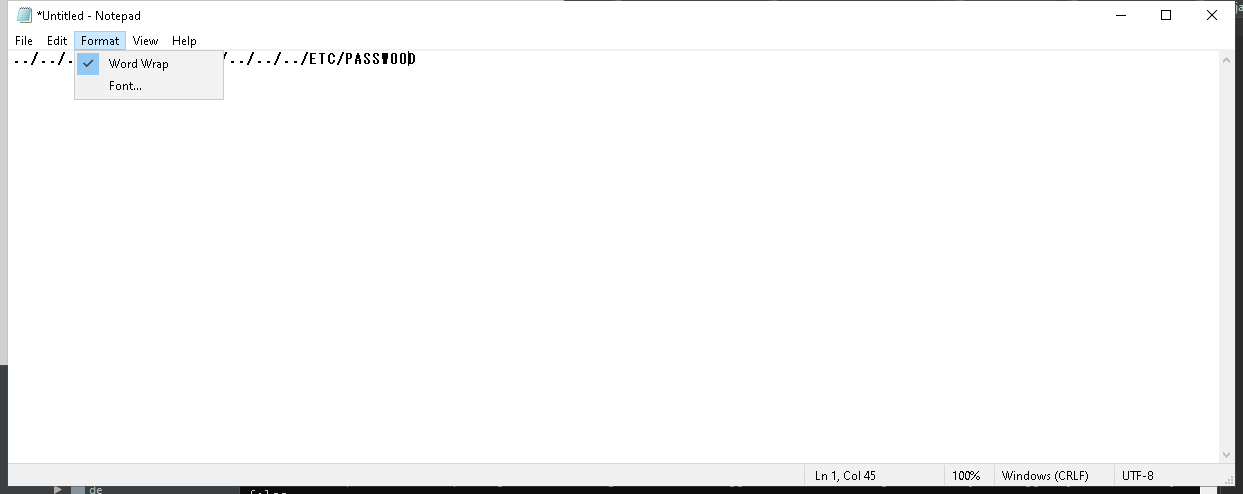 *Untitled - Notepad
File Edit Format View Help
../../. /../../../ETC/PASSWOOD
Word Wrap
Font...
Ln 1, Col 45 100% Windows (CRLF) UTF-8
de